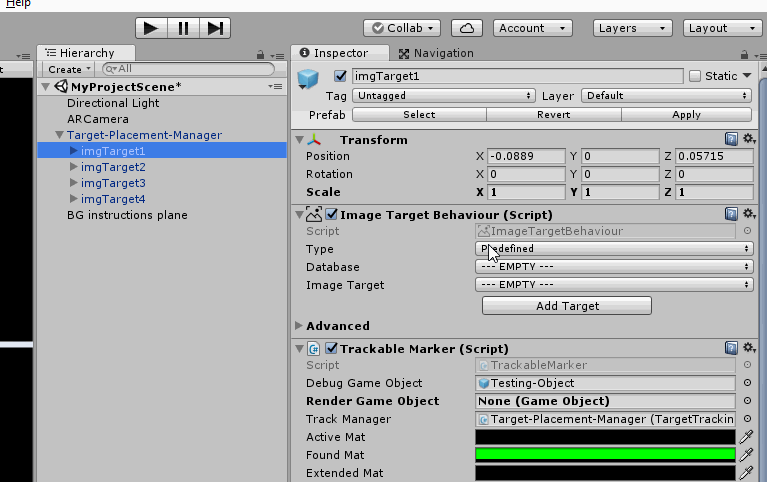 Help
Collab
Account
Layers
Layout
Hierarchy
Inspector
Navigation
Create
All
imgTarget1
Static
MyProjectScene*
Tag
Untagged
Layer
Default
Directional Light
Prefab
Select
Revert
Apply
ARCamera
Target-Placement-Manager
Transform
imgTarget1
Position X -0.0889 Y 0 Z 0.05715
imgTarget2
Rotation X 0 Y 0 Z 0
imgTarget3
Scale X 1 Y 1 Z 1
imgTarget4
BG instructions plane
Image Target Behaviour (Script)
Script ImageTargetBehaviour
Type Predefined
Database --- EMPTY ---
Image Target --- EMPTY ---
Add Target
Advanced
Trackable Marker (Script)
Script TrackableMarker
Debug Game Object Testing-Object
Render Game Object None (Game Object)
Track Manager Target-Placement-Manager (TargetTrackin
Active Mat
Found Mat
Extended Mat